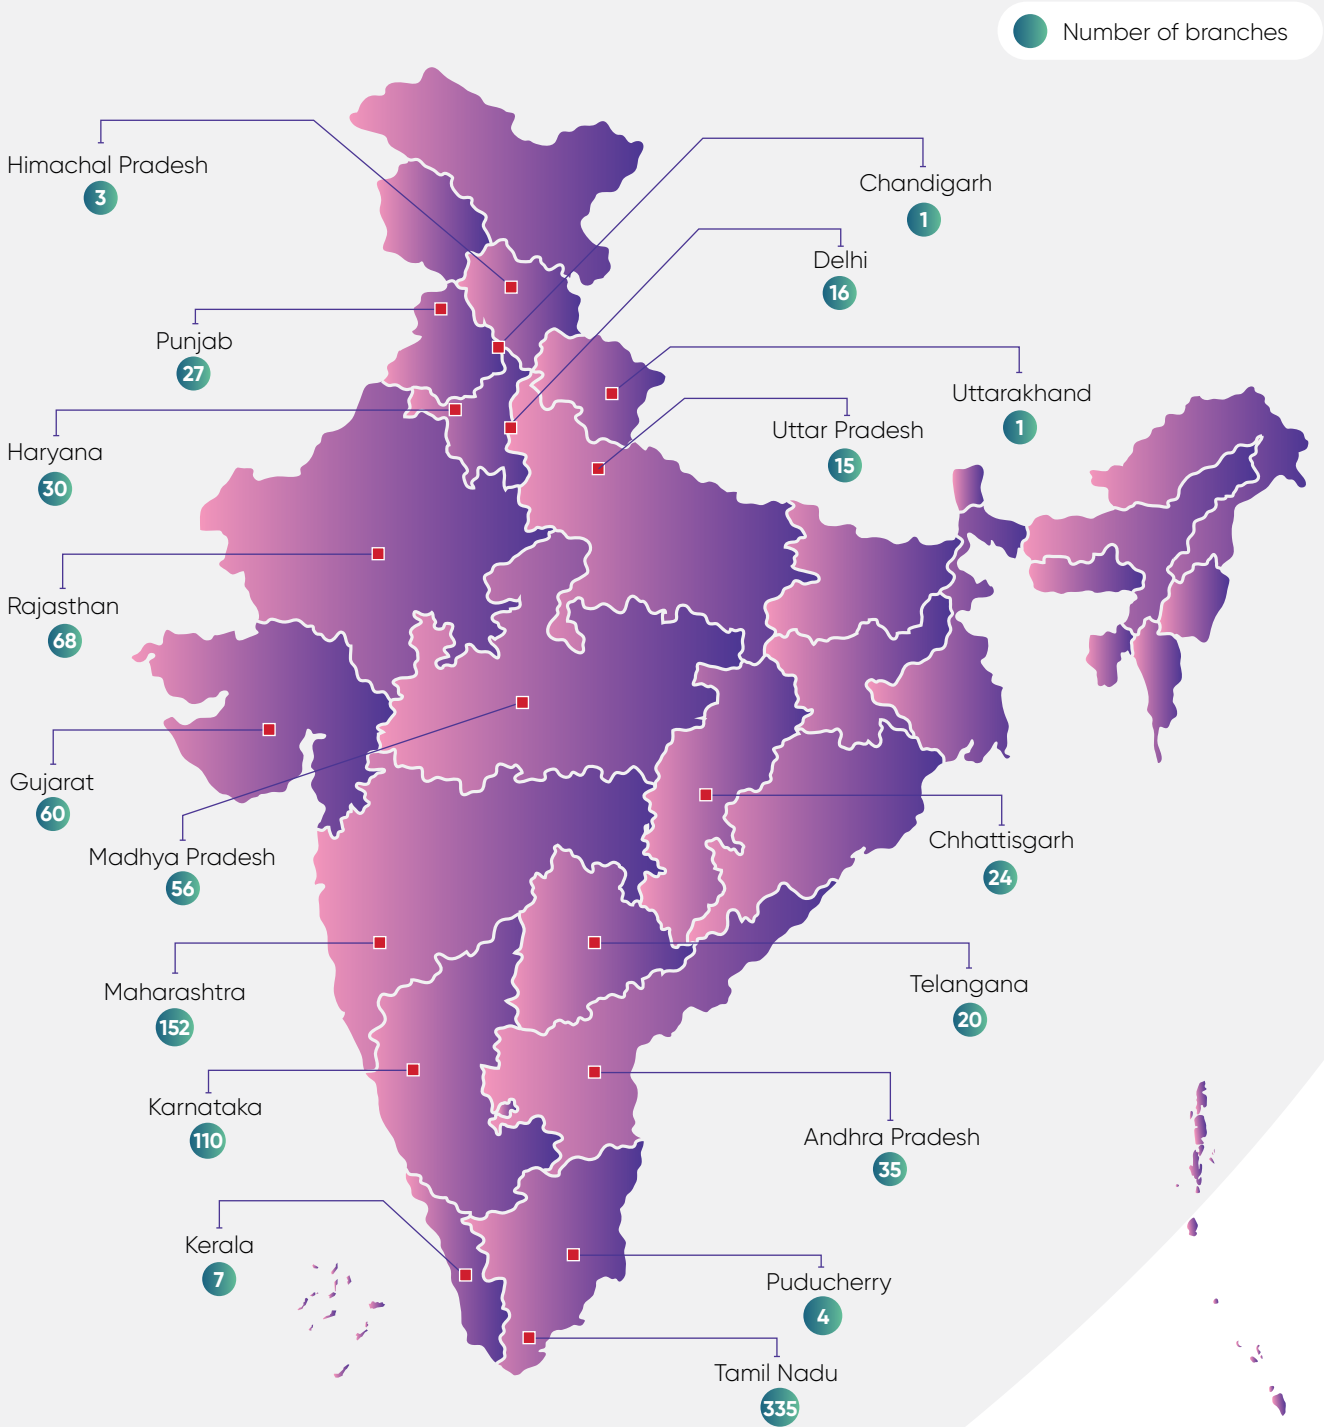 Number of branches
Himachal Pradesh
3
Chandigarh
1
Delhi
16
Punjab
27
Uttarakhand
1
Uttar Pradesh
15
Haryana
30
Rajasthan
68
Gujarat
60
Madhya Pradesh
56
Chhattisgarh
24
Maharashtra
152
Telangana
20
Karnataka
110
Andhra Pradesh
35
Kerala
7
Puducherry
4
Tamil Nadu
335